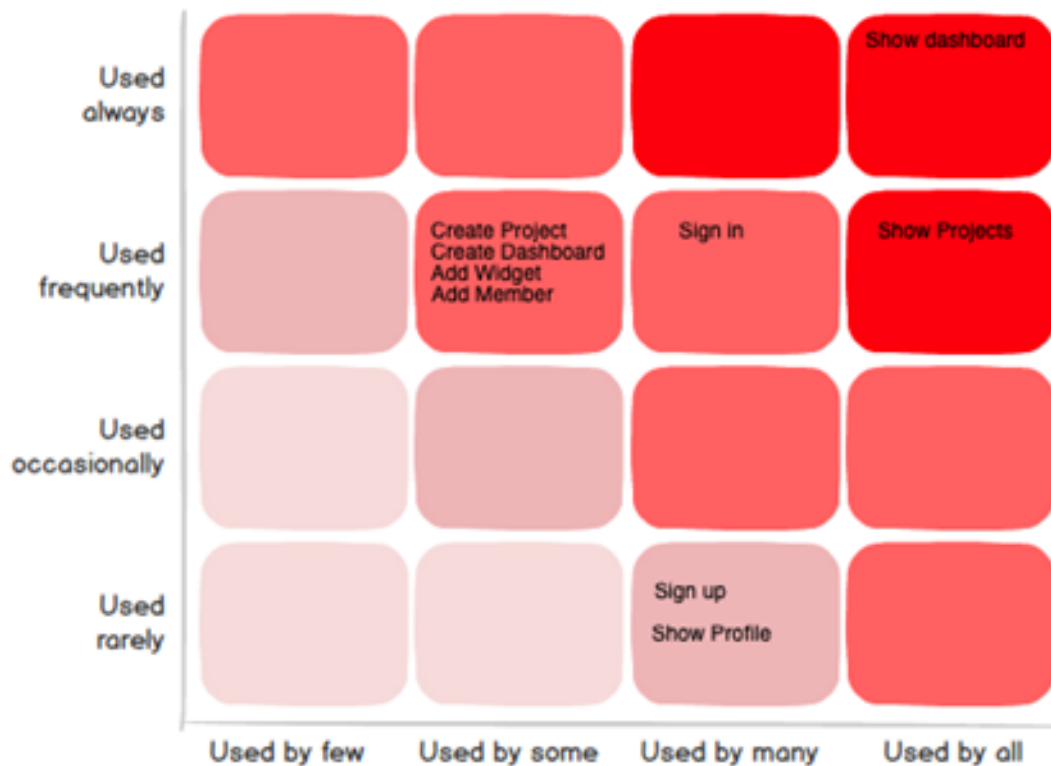 Used
always
Show dashboard
Used
frequently
Create Project
Create Dashboard
Add Widget
Add Member
Sign in
Show Projects
Used
occasionally
Used
rarely
Sign up
Show Profile
Used by few
Used by some
Used by many
Used by all